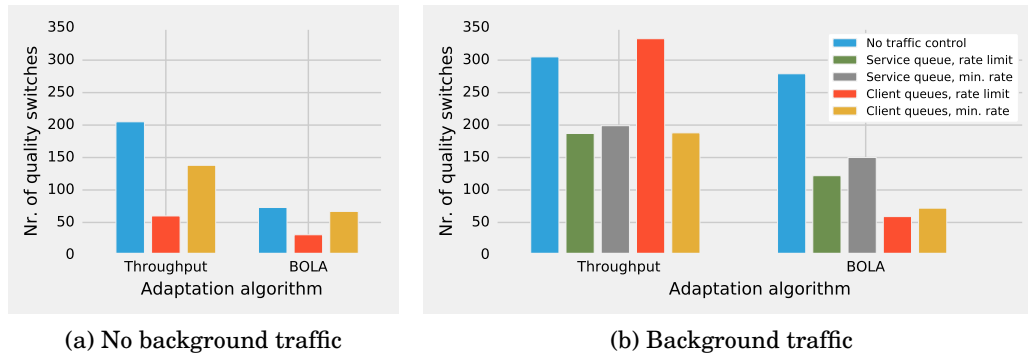 350
300
250
200
150
100
50
0
Nr. of quality switches
Throughput
BOLA
Adaptation algorithm
(a) No background traffic
350
300
250
200
150
100
50
0
Nr. of quality switches
No traffic control
Service queue, rate limit
Service queue, min. rate
Client queues, rate limit
Client queues, min. rate
Throughput
BOLA
Adaptation algorithm
(b) Background traffic